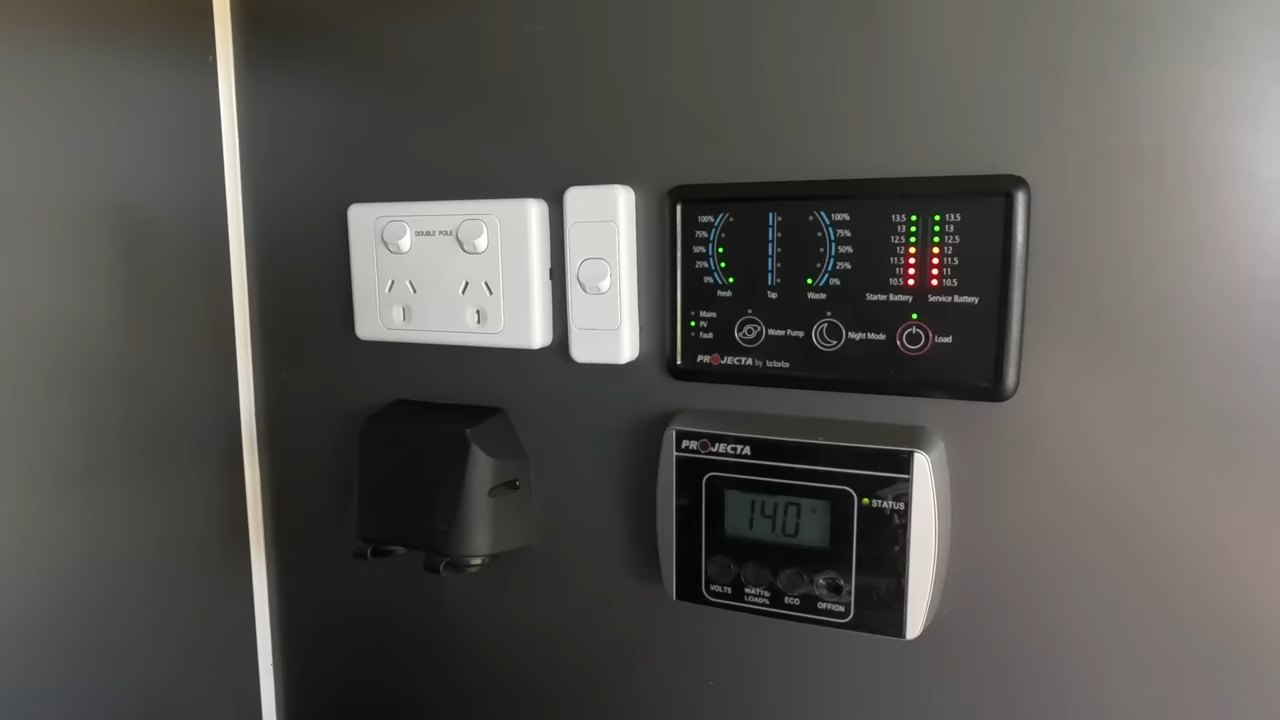 DOUBLE POLE
100% 100% 13.5 13.5
75% 75% 13 13
50% 50% 12.5 12.5
25% 25% 12 12
0% 0% 11.5 11.5
11 11
10.5 10.5
Fresh Tap Waste Starter Battery Service Battery
Mains
PV
Fault
Water Pump Night Mode Load
PROJECTA by tbb
PROJECTA
STATUS
14.0
VOLTS WATTS/ LOAD% ECO OFF/ON